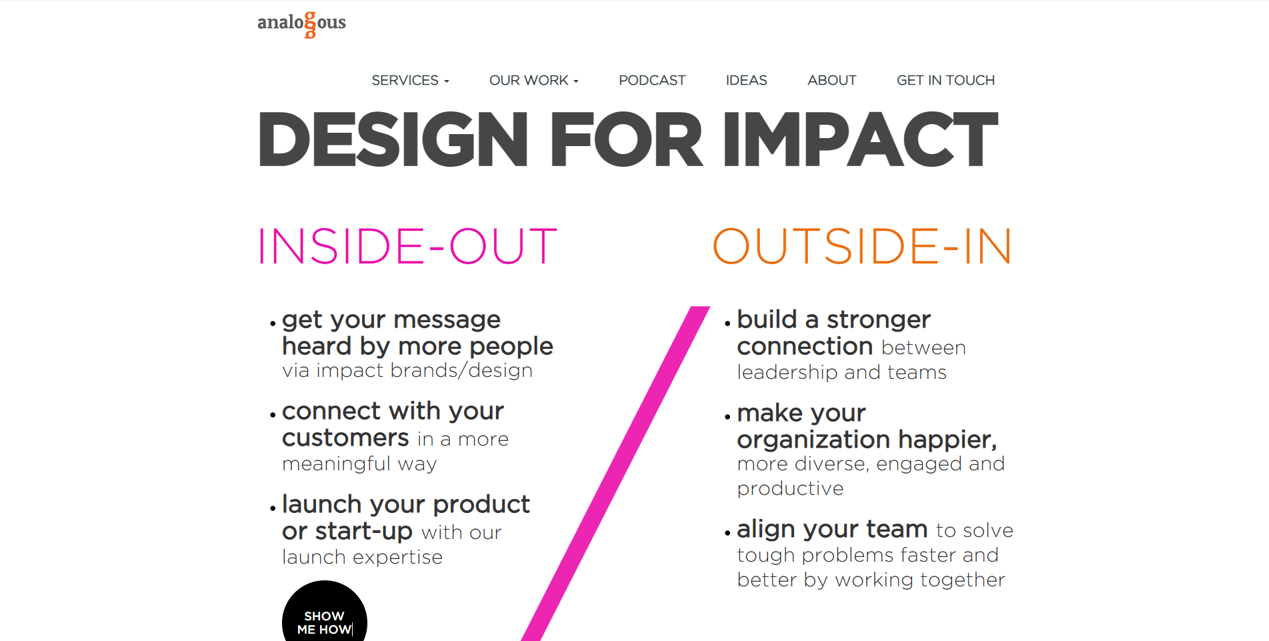 analogous
SERVICES
OUR WORK
PODCAST
IDEAS
ABOUT
GET IN TOUCH
DESIGN FOR IMPACT
INSIDE-OUT
• get your message
heard by more people
via impact brands/design
• connect with your
customers in a more
meaningful way
• launch your product
or start-up with our
launch expertise
SHOW
ME HOW
OUTSIDE-IN
• build a stronger
connection between
leadership and teams
• make your
organization happier,
more diverse, engaged and
productive
• align your team to solve
tough problems faster and
better by working together